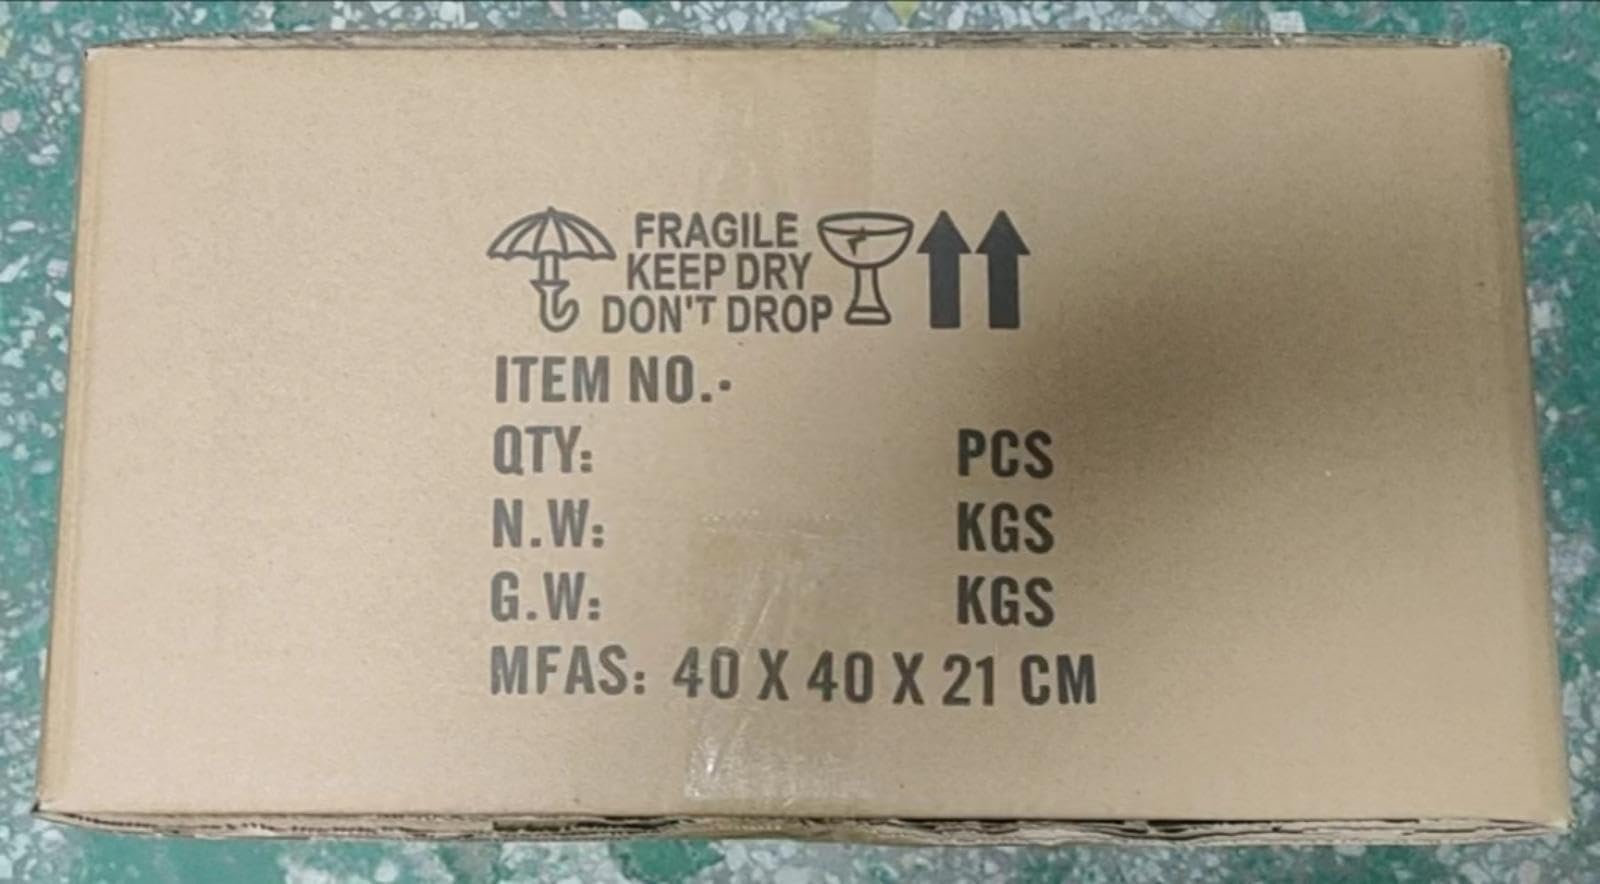 FRAGILE
KEEP DRY
DON'T DROP
ITEM NO.·
QTY: PCS
N.W: KGS
G.W: KGS
MFAS: 40 X 40 X 21 CM